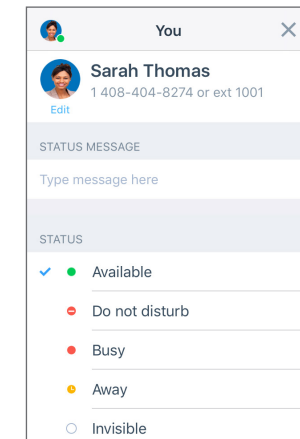 You
Sarah Thomas
1 408-404-8274 or ext 1001
Edit
STATUS MESSAGE
Type message here
STATUS
Available
Do not disturb
Busy
Away
Invisible